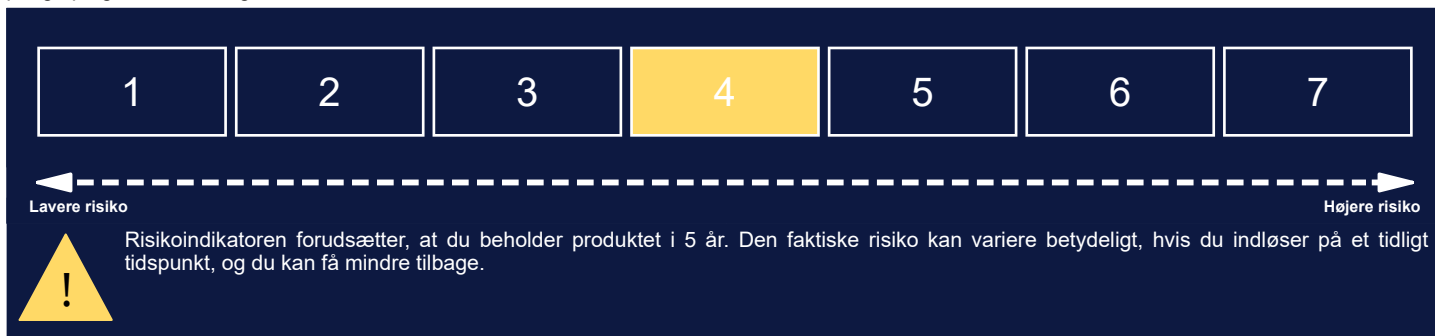 1 2 3 4 5 6 7
Lavere risiko Højere risiko
Risikoindikatoren forudsætter, at du beholder produktet i 5 år. Den faktiske risiko kan variere betydeligt, hvis du indløser på et tidligt
tidspunkt, og du kan få mindre tilbage.
!